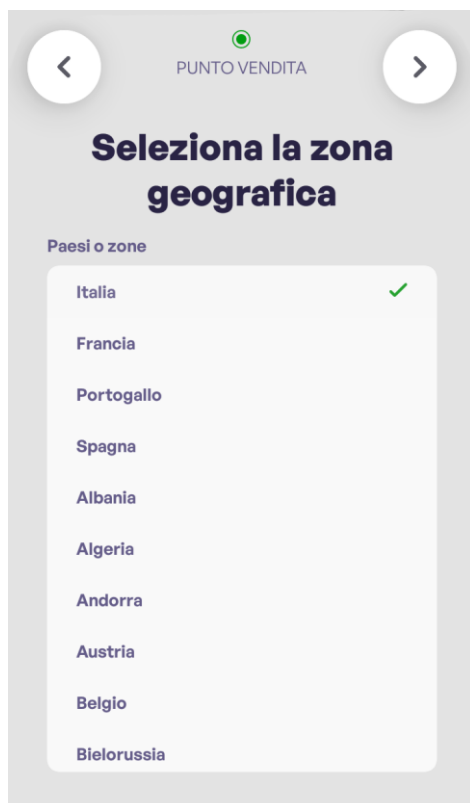 PUNTO VENDITA
Seleziona la zona
geografica
Paesi o zone
Italia
Francia
Portogallo
Spagna
Albania
Algeria
Andorra
Austria
Belgio
Bielorussia